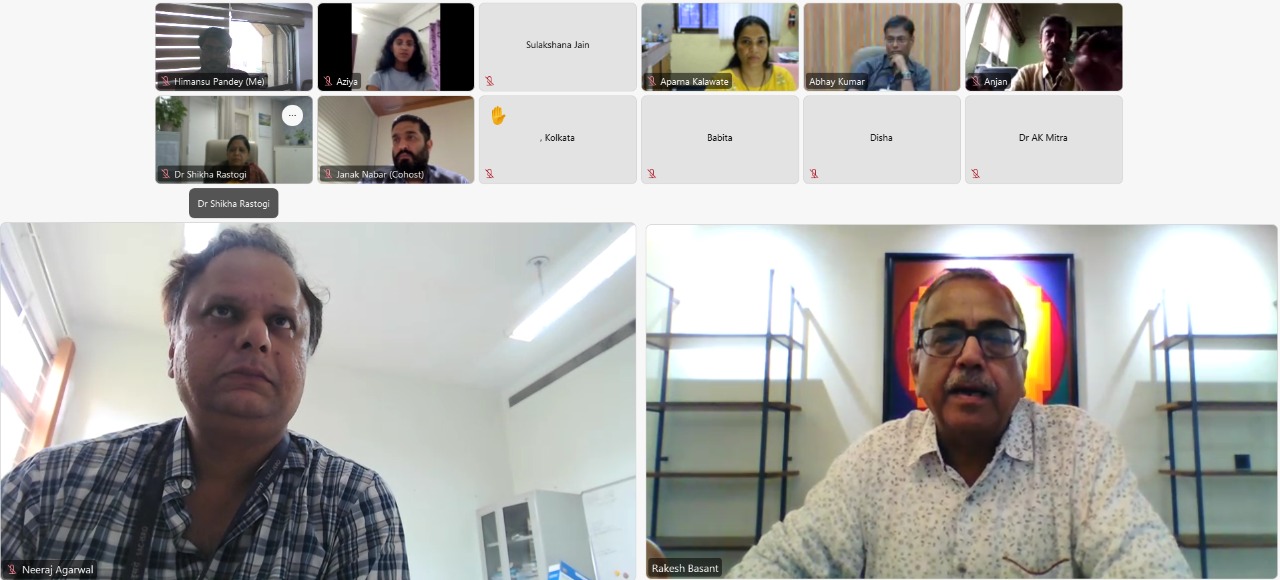 Sulakshana Jain
Himansu Pandey (Me)
Aziya
Aparna Kalawate
Abhay Kumar
Anjan
, Kolkata
Babita
Disha
Dr AK Mitra
Dr Shikha Rastogi
Janak Nabar (Cohost)
Dr Shikha Rastogi
Neeraj Agarwal
Rakesh Basant